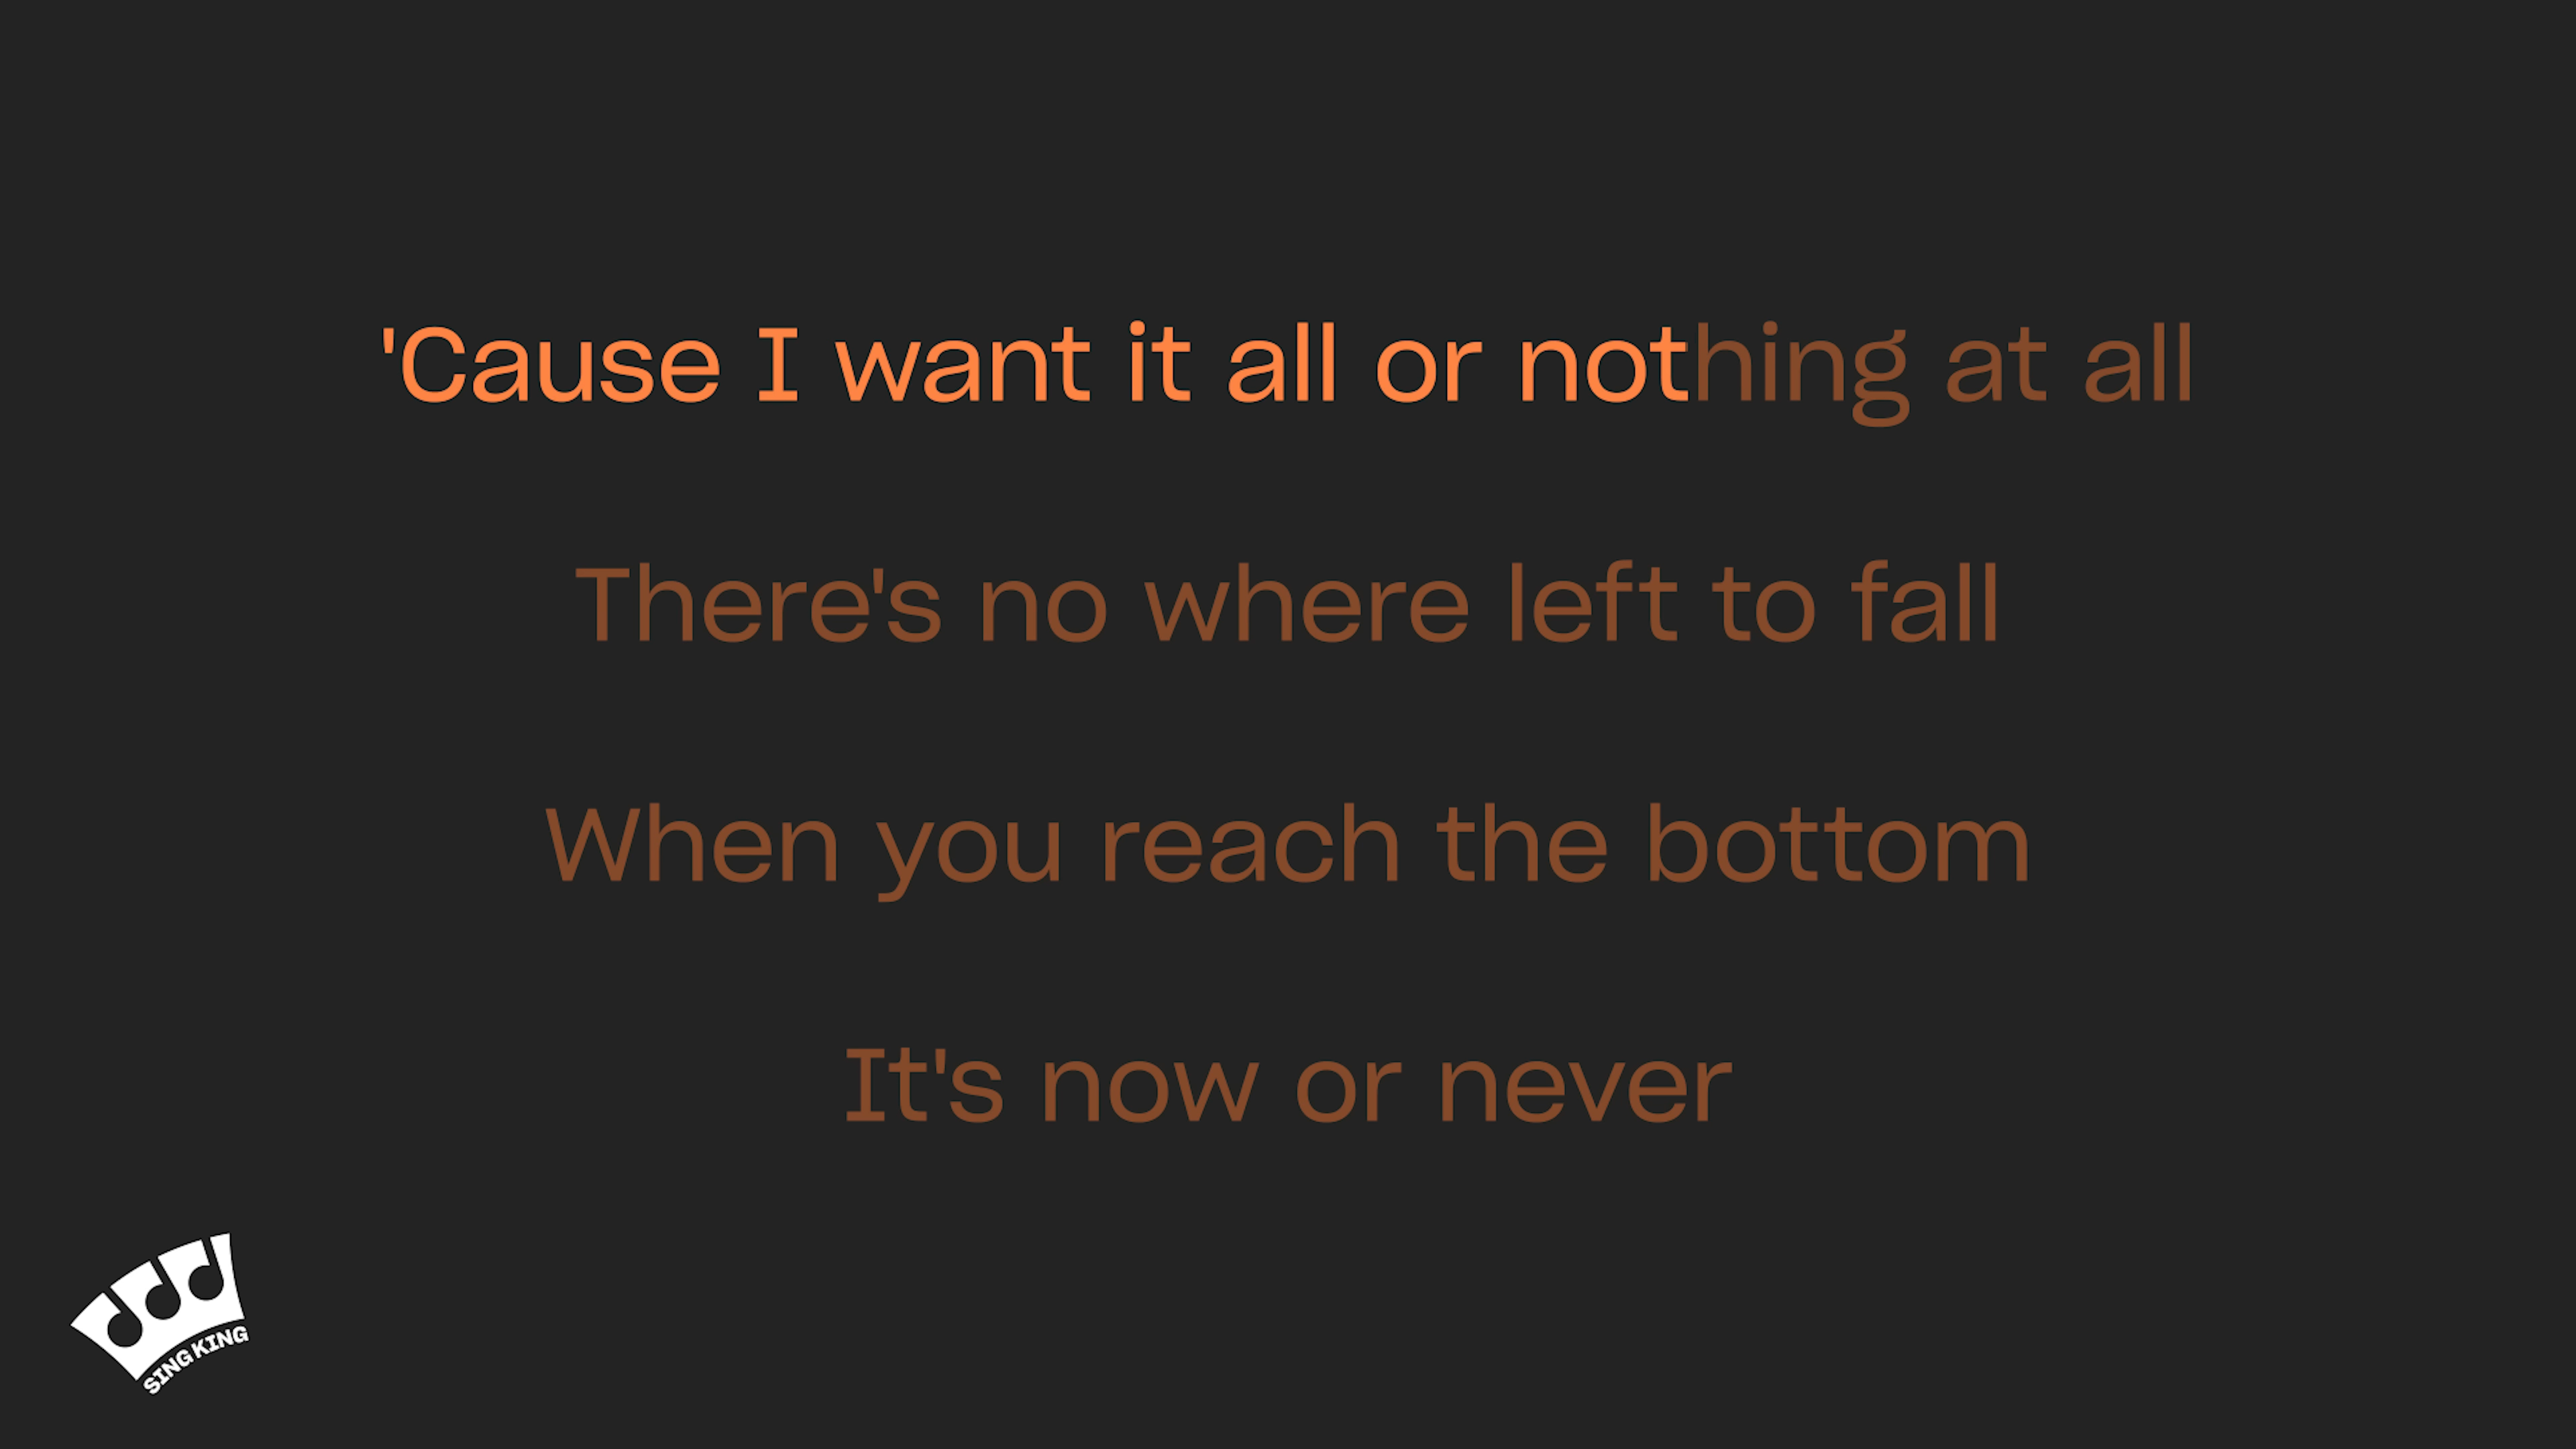 'Cause I want it all or nothing at all
There's no where left to fall
When you reach the bottom
It's now or never
SING KING